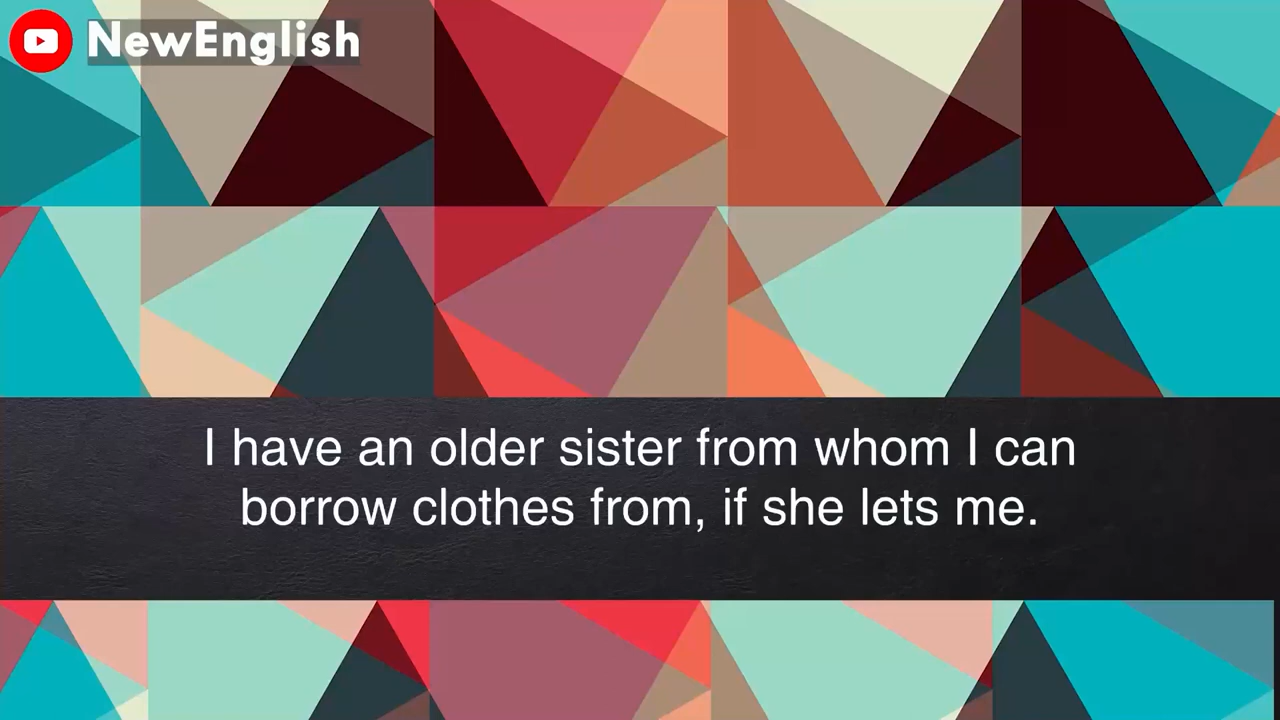 NewEnglish
I have an older sister from whom I can
borrow clothes from, if she lets me.